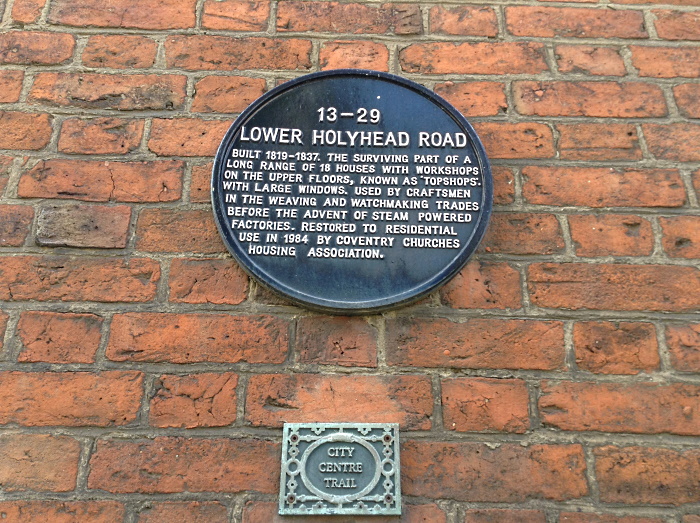 13-29
LOWER HOLYHEAD ROAD
BUILT 1819-1837. THE SURVIVING PART OF A
LONG RANGE OF 18 HOUSES WITH WORKSHOPS
ON THE UPPER FLOORS, KNOWN AS 'TOPSHOPS'.
WITH LARGE WINDOWS. USED BY CRAFTSMEN
IN THE WEAVING AND WATCHMAKING TRADES
BEFORE THE ADVENT OF STEAM POWERED
FACTORIES. RESTORED TO RESIDENTIAL
USE IN 1984 BY COVENTRY CHURCHES
HOUSING ASSOCIATION.
CITY
CENTRE
TRAIL